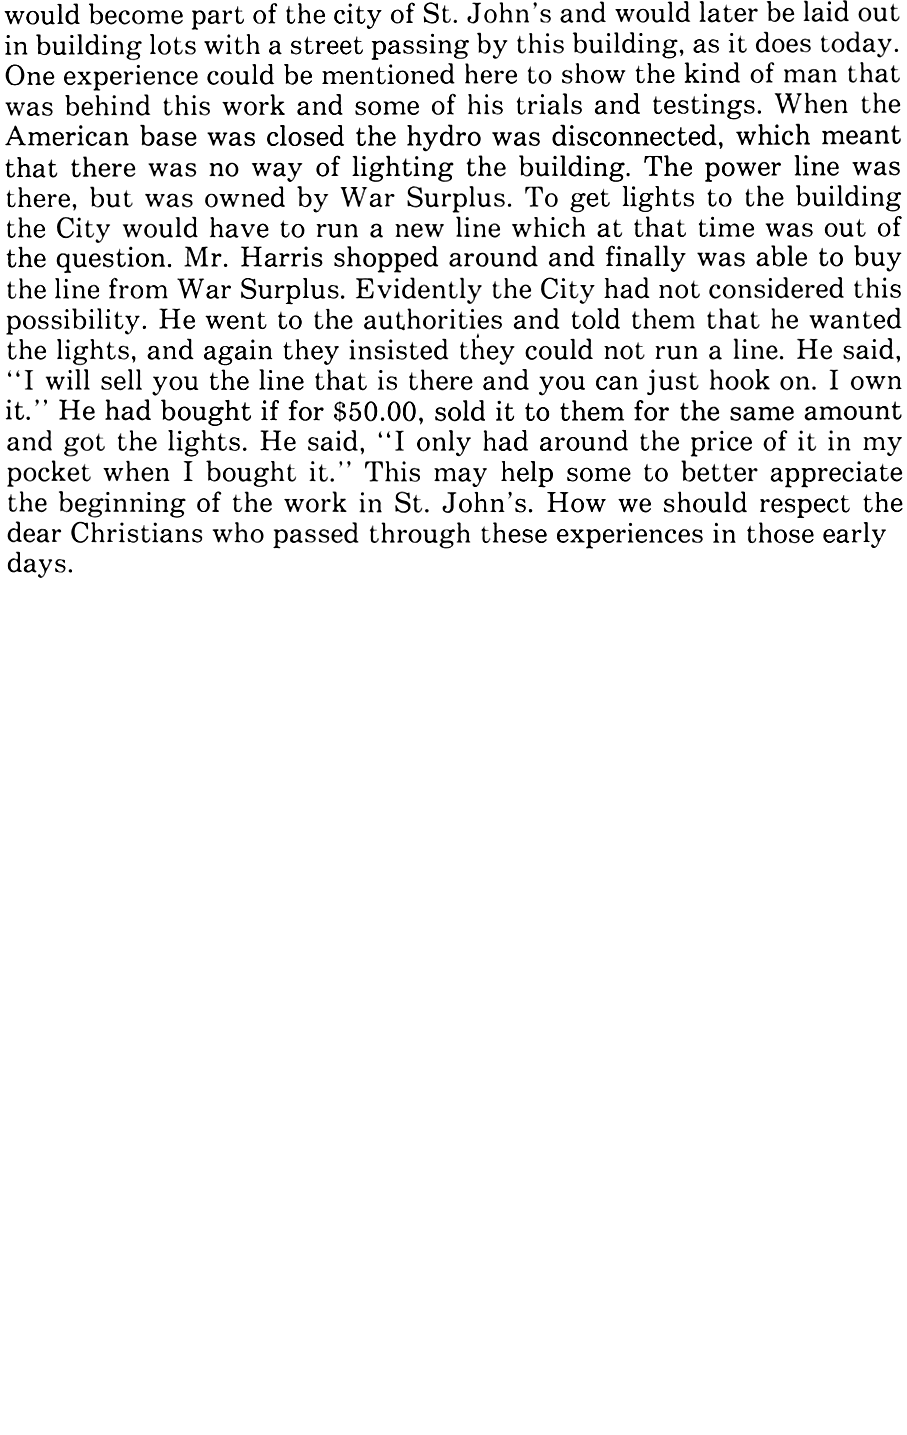 would become part of the city of St. John's and would later be laid out
in building lots with a street passing by this building, as it does today.
One experience could be mentioned here to show the kind of man that
was behind this work and some of his trials and testings. When the
American base was closed the hydro was disconnected, which meant
that there was no way of lighting the building. The power line was
there, but was owned by War Surplus. To get lights to the building
the City would have to run a new line which at that time was out of
the question. Mr. Harris shopped around and finally was able to buy
the line from War Surplus. Evidently the City had not considered this
possibility. He went to the authorities and told them that he wanted
the lights, and again they insisted they could not run a line. He said,
“I will sell you the line that is there and you can just hook on. I own
it.” He had bought if for $50.00, sold it to them for the same amount
and got the lights. He said, “I only had around the price of it in my
pocket when I bought it.” This may help some to better appreciate
the beginning of the work in St. John's. How we should respect the
dear Christians who passed through these experiences in those early
days.